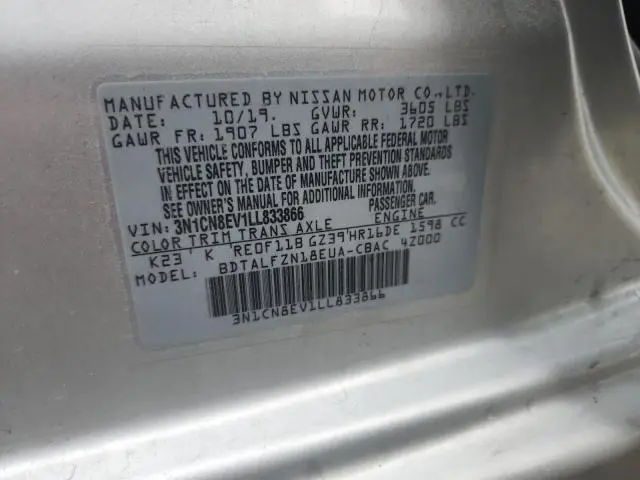 MANUFACTURED BY NISSAN MOTOR CO.,LTD.
DATE: 10/19. GVWR: 3605 LBS
GAWR FR: 1907 LBS GAWR RR: 1720 LBS
THIS VEHICLE CONFORMS TO ALL APPLICABLE FEDERAL MOTOR
VEHICLE SAFETY, BUMPER AND THEFT PREVENTION STANDARDS
IN EFFECT ON THE DATE OF MANUFACTURE SHOWN ABOVE.
SEE OWNER'S MANUAL FOR ADDITIONAL INFORMATION.
VIN: 3N1CN8EV1LL833866 PASSENGER CAR.
COLOR TRIM TRANS AXLE ENGINE
K23' K RE0F11B GZ39'HR16DE 1598 CC
MODEL: BDTALFZN18EUA-CBAC 4Z000
3N1CN8EV1LL833866